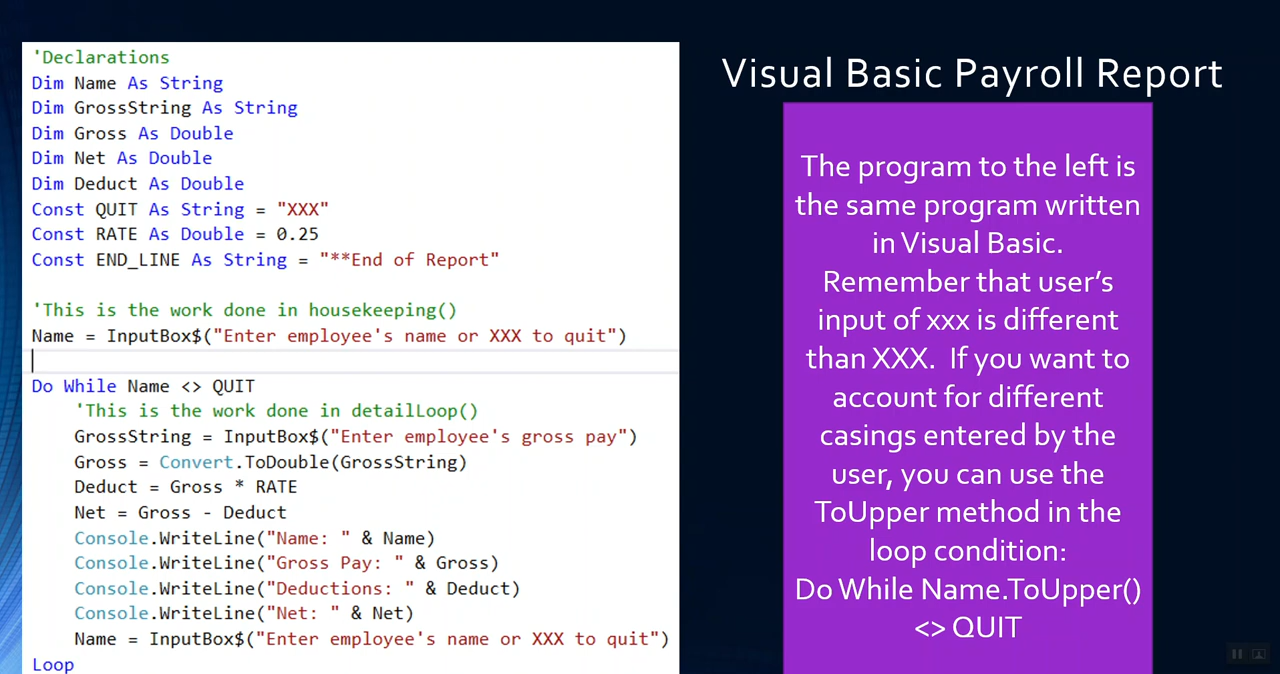 'Declarations
Dim Name As String
Dim GrossString As String
Dim Gross As Double
Dim Net As Double
Dim Deduct As Double
Const QUIT As String = "XXX"
Const RATE As Double = 0.25
Const END_LINE As String = "**End of Report"
'This is the work done in housekeeping()
Name = InputBox$("Enter employee's name or XXX to quit")
Do While Name <> QUIT
'This is the work done in detailLoop()
GrossString = InputBox$("Enter employee's gross pay")
Gross = Convert.ToDouble(GrossString)
Deduct = Gross * RATE
Net = Gross - Deduct
Console.WriteLine("Name: " & Name)
Console.WriteLine("Gross Pay: " & Gross)
Console.WriteLine("Deductions: " & Deduct)
Console.WriteLine("Net: " & Net)
Name = InputBox$("Enter employee's name or XXX to quit")
Loop
Visual Basic Payroll Report
The program to the left is
the same program written
in Visual Basic.
Remember that user's
input of xxx is different
than XXX. If you want to
account for different
casings entered by the
user, you can use the
ToUpper method in the
loop condition:
Do While Name.ToUpper()
<> QUIT